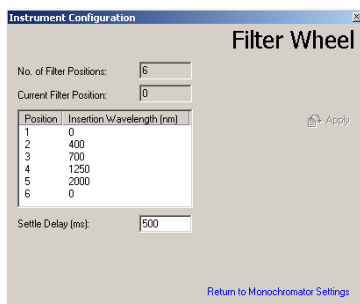 Instrument Configuration
Filter Wheel
No. of Filter Positions: 6
Current Filter Position: 0
Position Insertion Wavelength (nm)
1 0
2 400
3 700
4 1250
5 2000
6 0
Apply
Settle Delay (ms): 500
Return to Monochromator Settings